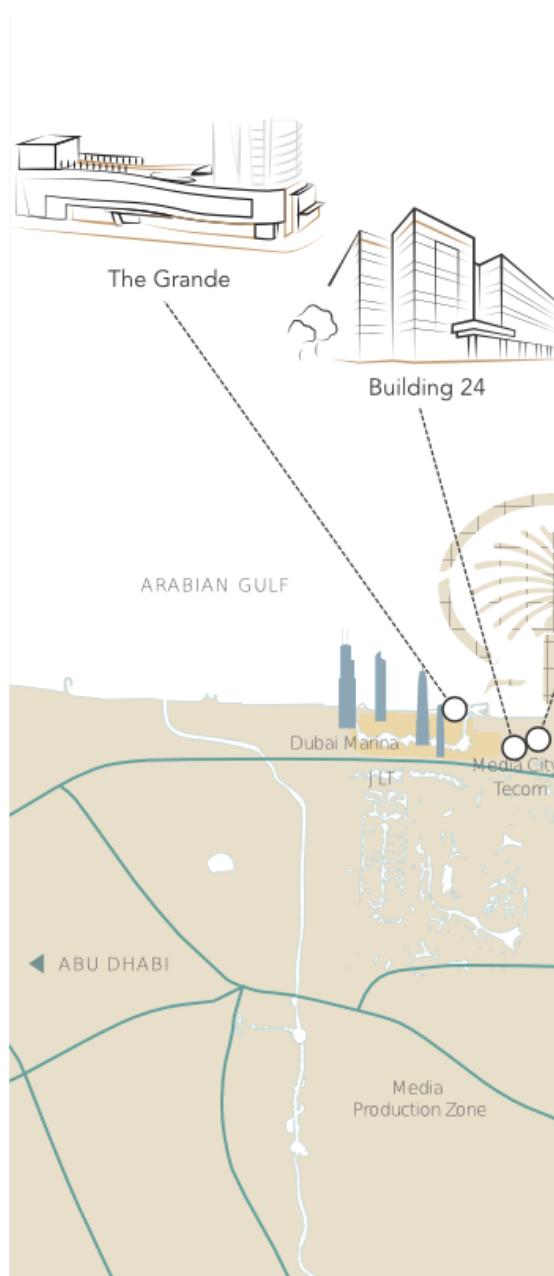 The Grande
Building 24
ARABIAN GULF
Dubai Marina
JLT
Media City
Tecom
ABU DHABI
Media
Production Zone